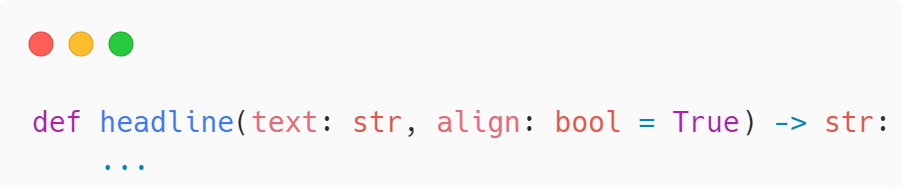 def headline(text: str, align: bool = True) -> str:
    ...